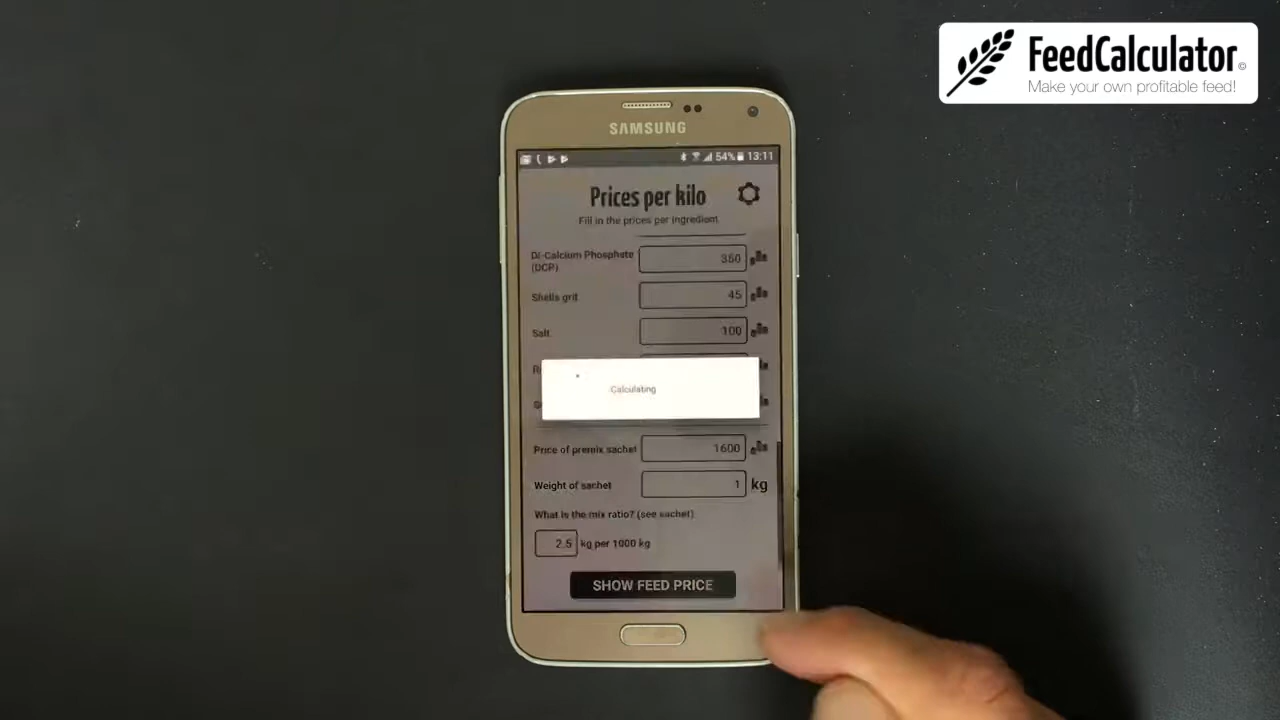 FeedCalculator©
Make your own profitable feed!
SAMSUNG
54% 13:11
Prices per kilo
Fill in the prices per ingredient
Di-Calcium Phosphate
(DCP)
350
Shells grit
45
Salt
100
Calculating
Price of premix sachet
1600
Weight of sachet
1
kg
What is the mix ratio? (see sachet)
2.5 kg per 1000 kg
SHOW FEED PRICE